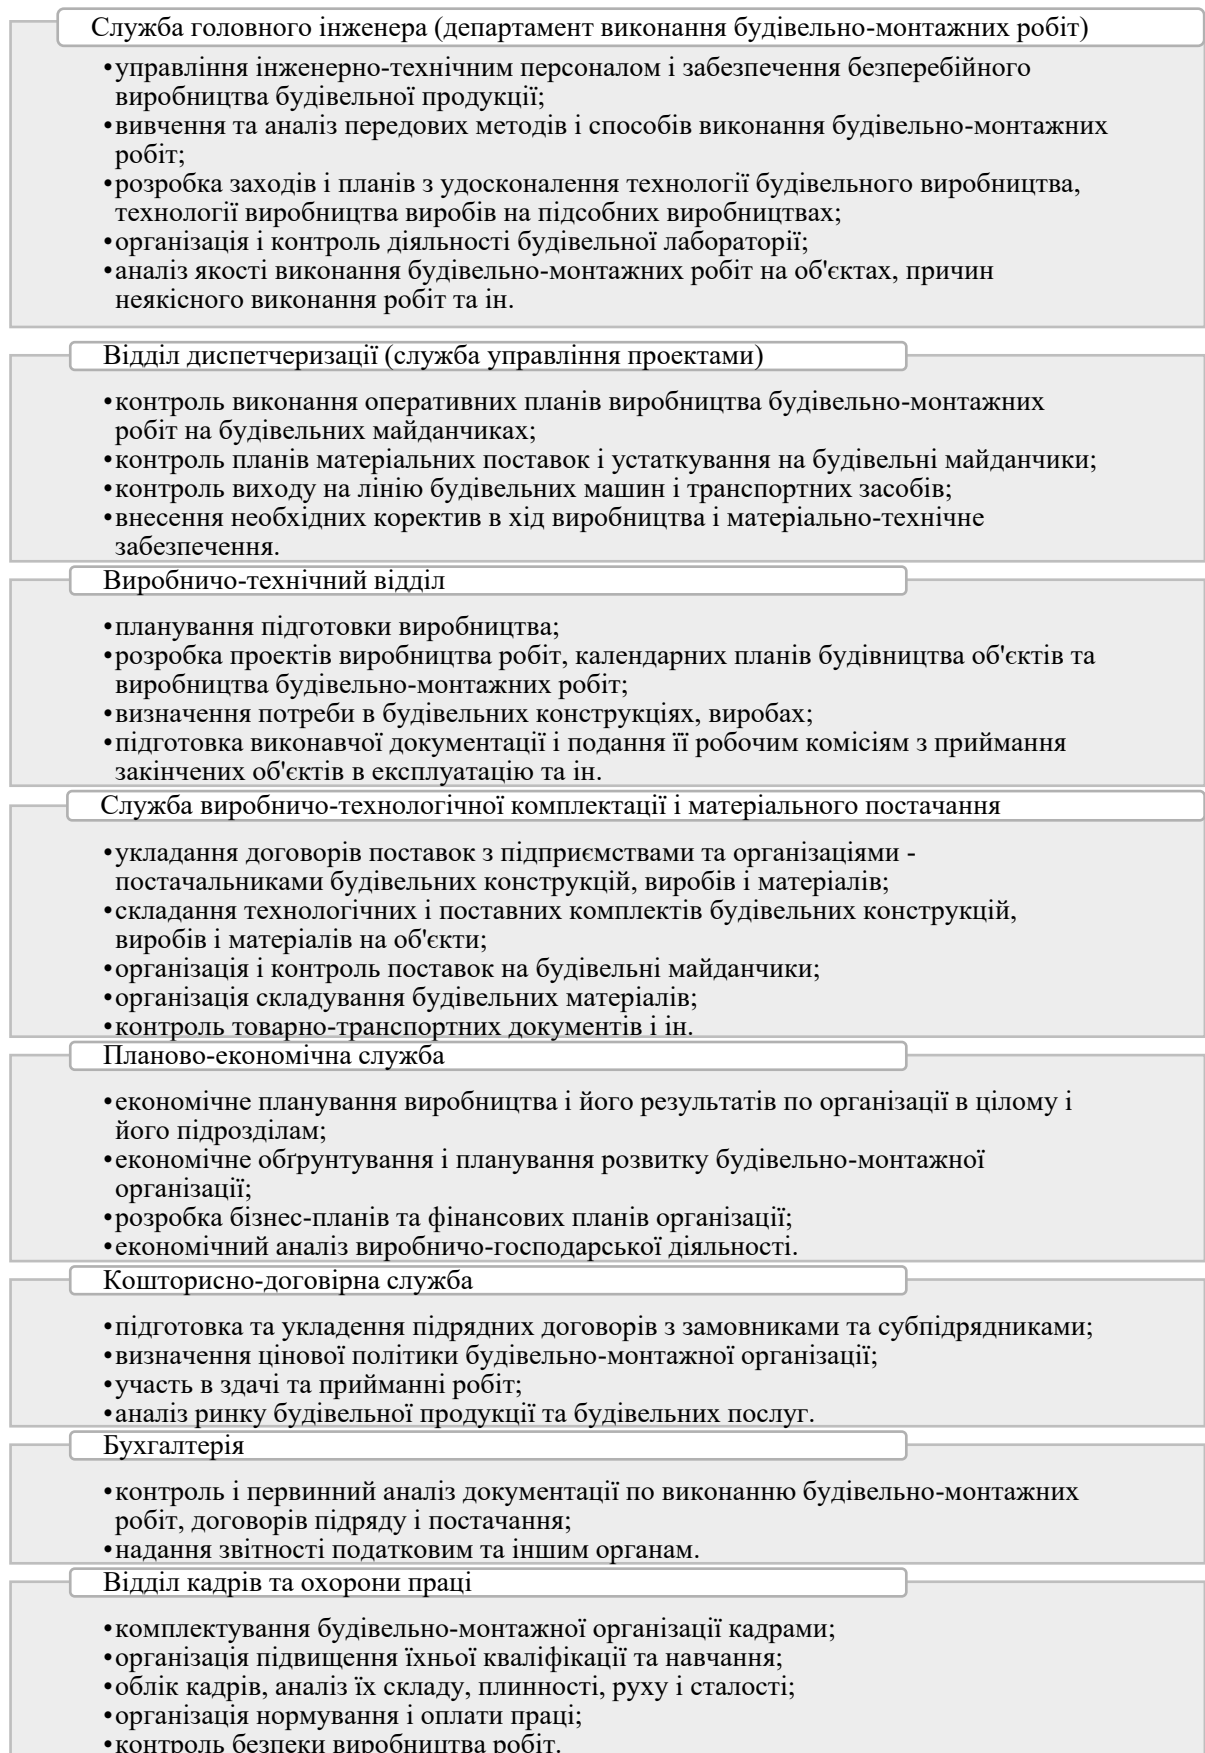 Служба головного інженера (департамент виконання будівельно-монтажних робіт)
•управління інженерно-технічним персоналом і забезпечення безперебійного
виробництва будівельної продукції;
•вивчення та аналіз передових методів і способів виконання будівельно-монтажних
робіт;
•розробка заходів і планів з удосконалення технології будівельного виробництва,
технології виробництва виробів на підсобних виробництвах;
•організація і контроль діяльності будівельної лабораторії;
•аналіз якості виконання будівельно-монтажних робіт на об'єктах, причин
неякісного виконання робіт та ін.
Відділ диспетчеризації (служба управління проектами)
•контроль виконання оперативних планів виробництва будівельно-монтажних
робіт на будівельних майданчиках;
•контроль планів матеріальних поставок і устаткування на будівельні майданчики;
•контроль виходу на лінію будівельних машин і транспортних засобів;
•внесення необхідних коректив в хід виробництва і матеріально-технічне
забезпечення.
Виробничо-технічний відділ
•планування підготовки виробництва;
•розробка проектів виробництва робіт, календарних планів будівництва об'єктів та
виробництва будівельно-монтажних робіт;
•визначення потреби в будівельних конструкціях, виробах;
•підготовка виконавчої документації і подання її робочим комісіям з приймання
закінчених об'єктів в експлуатацію та ін.
Служба виробничо-технологічної комплектації і матеріального постачання
•укладання договорів поставок з підприємствами та організаціями -
постачальниками будівельних конструкцій, виробів і матеріалів;
•складання технологічних і поставних комплектів будівельних конструкцій,
виробів і матеріалів на об'єкти;
•організація і контроль поставок на будівельні майданчики;
•організація складування будівельних матеріалів;
•контроль товарно-транспортних документів і ін.
Планово-економічна служба
•економічне планування виробництва і його результатів по організації в цілому і
його підрозділам;
•економічне обґрунтування і планування розвитку будівельно-монтажної
організації;
•розробка бізнес-планів та фінансових планів організації;
•економічний аналіз виробничо-господарської діяльності.
Кошторисно-договірна служба
•підготовка та укладення підрядних договорів з замовниками та субпідрядниками;
•визначення цінової політики будівельно-монтажної організації;
•участь в здачі та прийманні робіт;
•аналіз ринку будівельної продукції та будівельних послуг.
Бухгалтерія
•контроль і первинний аналіз документації по виконанню будівельно-монтажних
робіт, договорів підряду і постачання;
•надання звітності податковим та іншим органам.
Відділ кадрів та охорони праці
•комплектування будівельно-монтажної організації кадрами;
•організація підвищення їхньої кваліфікації та навчання;
•облік кадрів, аналіз їх складу, плинності, руху і сталості;
•організація нормування і оплати праці;
•контроль безпеки виробництва робіт.